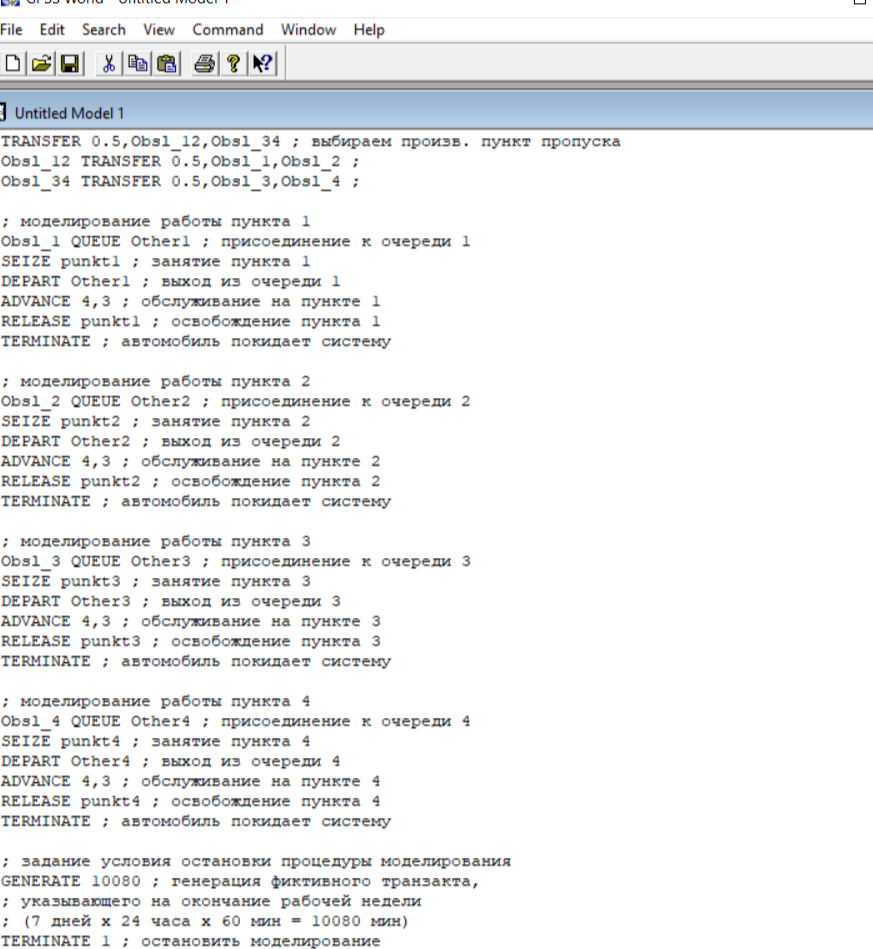 GPSS World - Untitled Model 1
File Edit Search View Command Window Help
Untitled Model 1
TRANSFER 0.5,Obsl_12,Obsl_34 ; выбираем произв. пункт пропуска
Obsl_12 TRANSFER 0.5,Obsl_1,Obsl_2 ;
Obsl_34 TRANSFER 0.5,Obsl_3,Obsl_4 ;
; моделирование работы пункта 1
Obsl_1 QUEUE Other1 ; присоединение к очереди 1
SEIZE punkt1 ; занятие пункта 1
DEPART Other1 ; выход из очереди 1
ADVANCE 4,3 ; обслуживание на пункте 1
RELEASE punkt1 ; освобождение пункта 1
TERMINATE ; автомобиль покидает систему
; моделирование работы пункта 2
Obsl_2 QUEUE Other2 ; присоединение к очереди 2
SEIZE punkt2 ; занятие пункта 2
DEPART Other2 ; выход из очереди 2
ADVANCE 4,3 ; обслуживание на пункте 2
RELEASE punkt2 ; освобождение пункта 2
TERMINATE ; автомобиль покидает систему
; моделирование работы пункта 3
Obsl_3 QUEUE Other3 ; присоединение к очереди 3
SEIZE punkt3 ; занятие пункта 3
DEPART Other3 ; выход из очереди 3
ADVANCE 4,3 ; обслуживание на пункте 3
RELEASE punkt3 ; освобождение пункта 3
TERMINATE ; автомобиль покидает систему
; моделирование работы пункта 4
Obsl_4 QUEUE Other4 ; присоединение к очереди 4
SEIZE punkt4 ; занятие пункта 4
DEPART Other4 ; выход из очереди 4
ADVANCE 4,3 ; обслуживание на пункте 4
RELEASE punkt4 ; освобождение пункта 4
TERMINATE ; автомобиль покидает систему
; задание условия остановки процедуры моделирования
GENERATE 10080 ; генерация фиктивного транзакта,
; указывающего на окончание рабочей недели
; (7 дней х 24 часа х 60 мин = 10080 мин)
TERMINATE 1 ; остановить моделирование